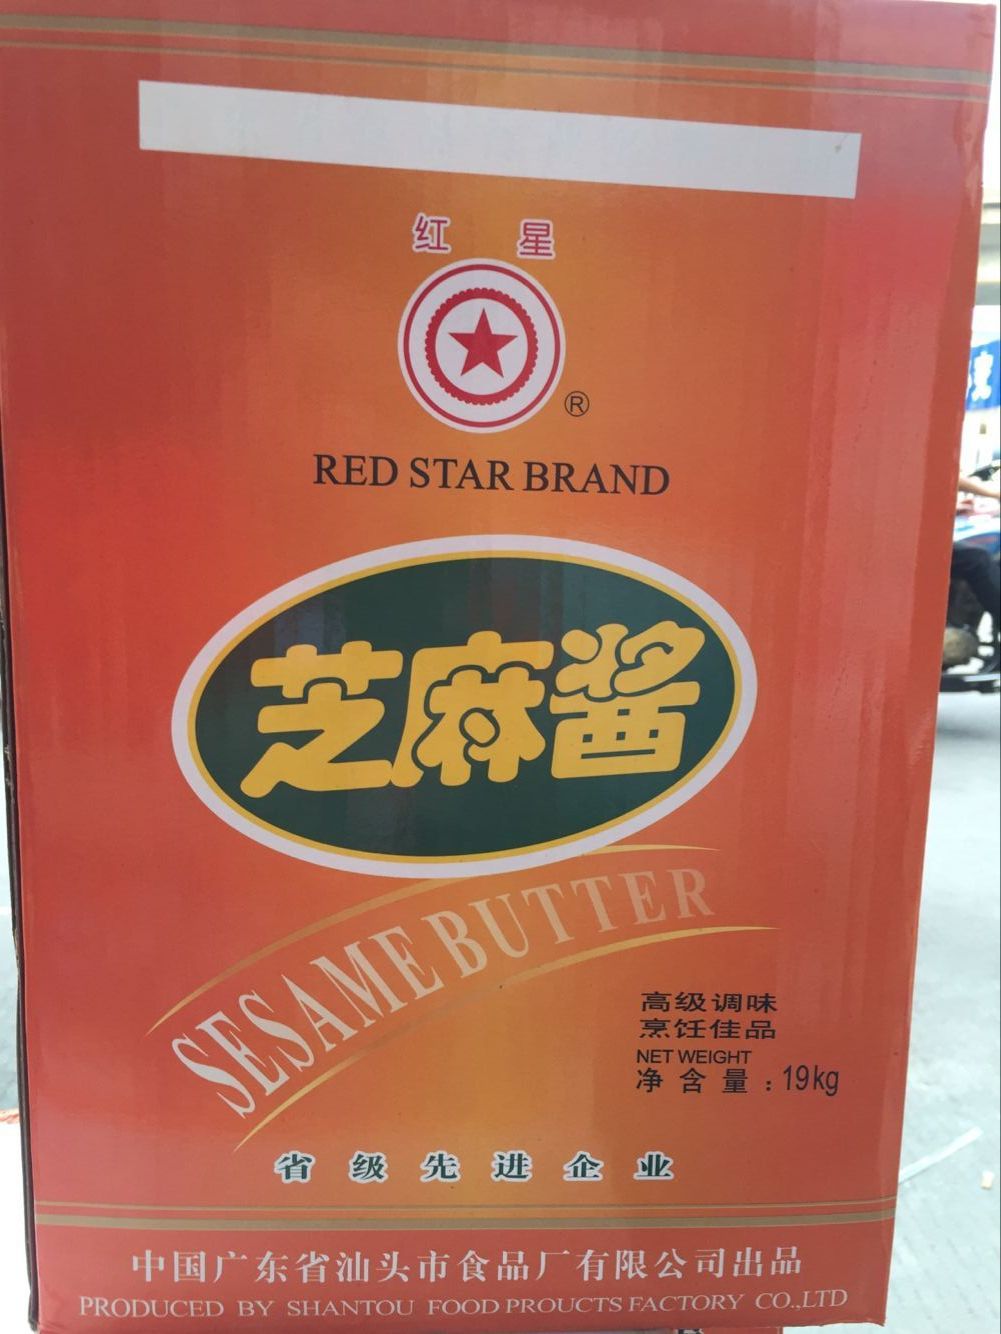 红 星
®
RED STAR BRAND
芝麻酱
SESAME BUTTER
高级调味
烹饪佳品
NET WEIGHT
净含量:19kg
省级先进企业
中国广东省汕头市食品厂有限公司出品
PRODUCED BY SHANTOU FOOD PROUCTS FACTORY CO.,LTD